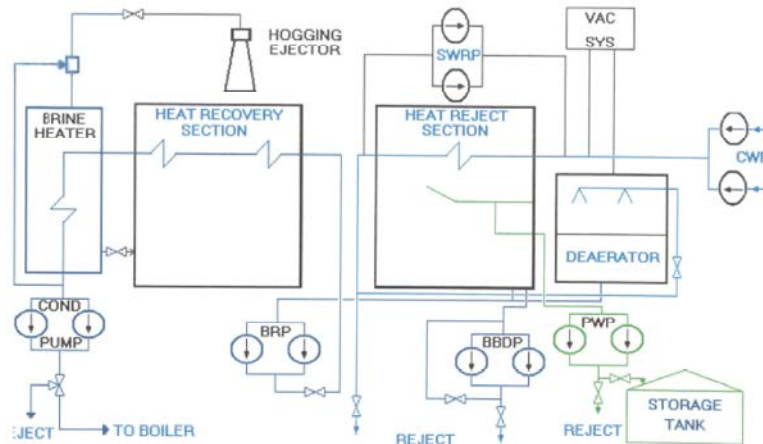 HOGGING
EJECTOR
SWRP
VAC
SYS
BRINE
HEATER
HEAT RECOVERY
SECTION
HEAT REJECT
SECTION
CWP
DEAERATOR
COND
PUMP
BRP
BBDP
PWP
EJECT
TO BOILER
REJECT
REJECT
STORAGE
TANK